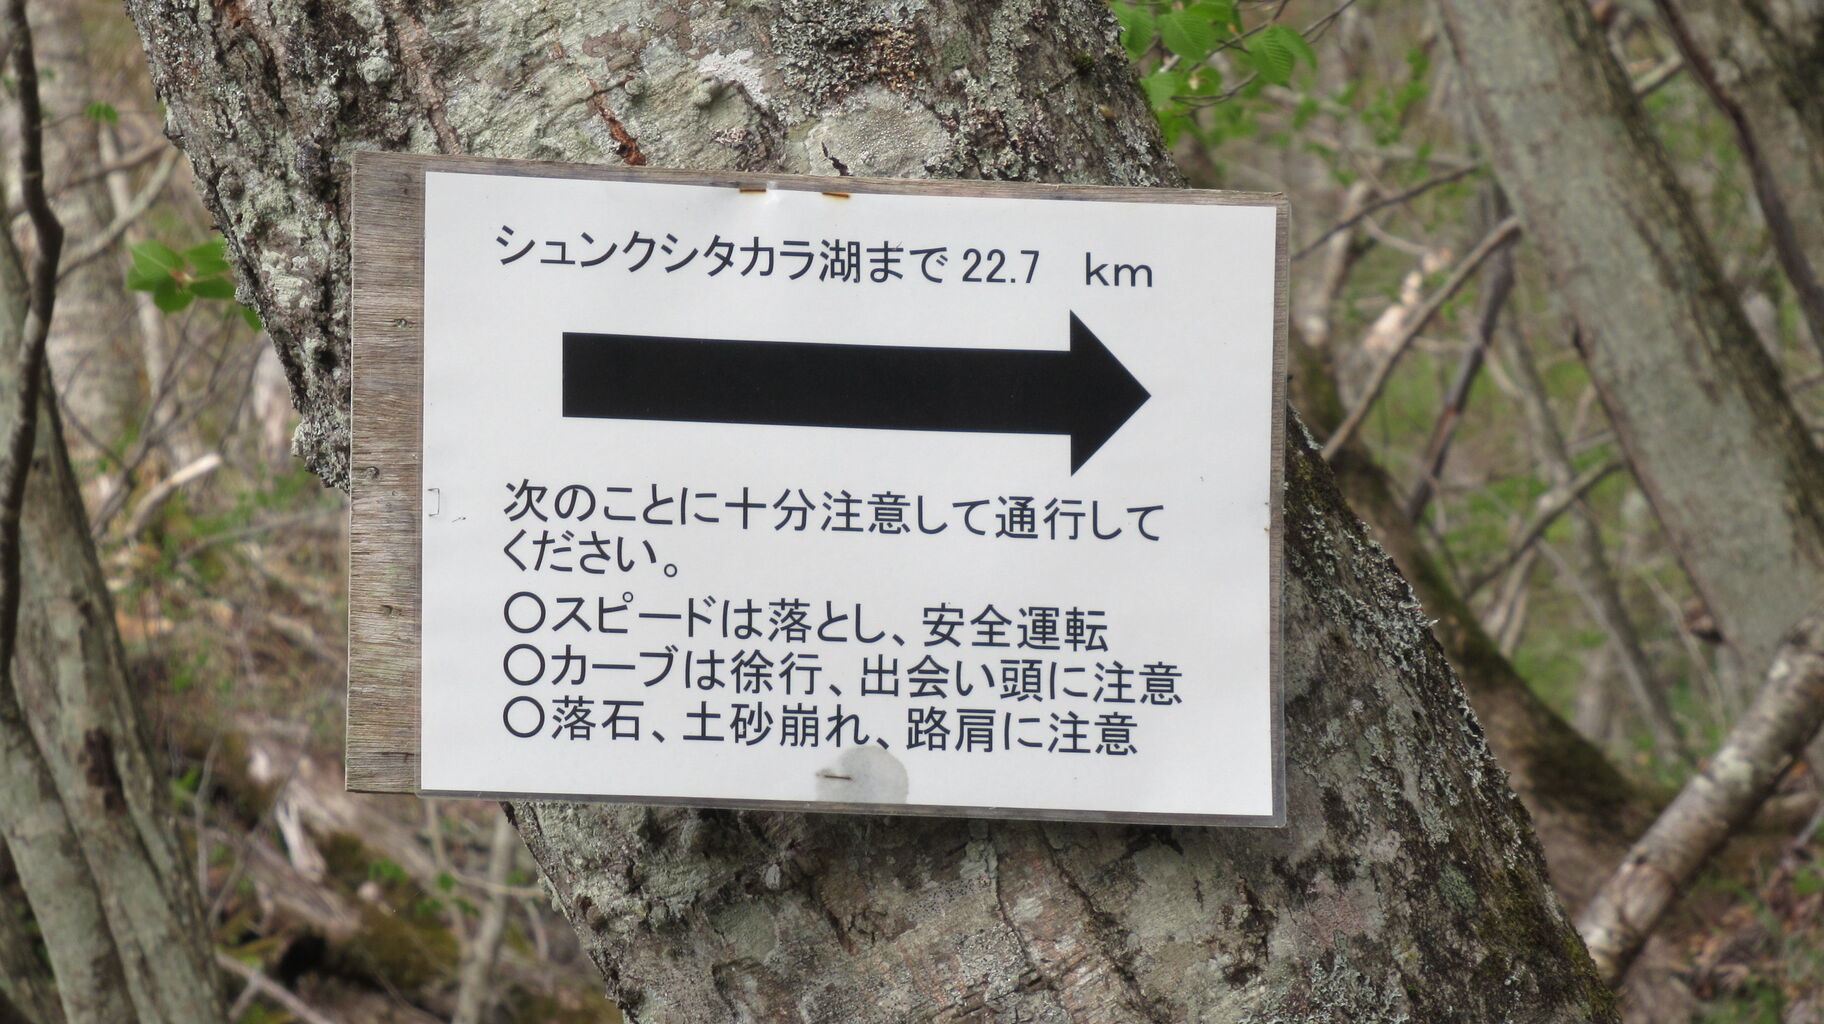 シュンクシタカラ湖まで 22.7　km
次のことに十分注意して通行して
ください。
〇スピードは落とし、安全運転
〇カーブは徐行、出会い頭に注意
〇落石、土砂崩れ、路肩に注意